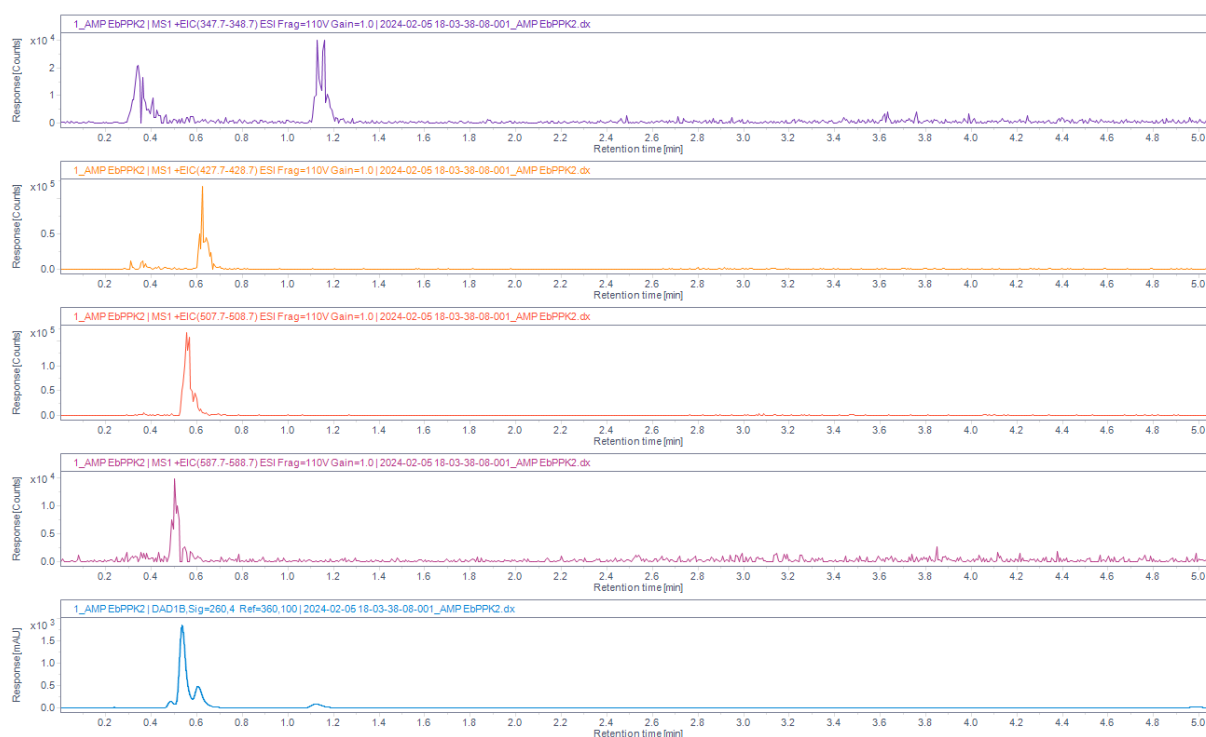 1_AMP EbPPK2 | MS1 +EIC(347.7-348.7) ESI Frag=110V Gain=1.0 | 2024-02-05 18-03-38-08-001_AMP EbPPK2.dx
Response [Counts]
x10 4
2
1
0
0.2 0.4 0.6 0.8 1.0 1.2 1.4 1.6 1.8 2.0 2.2 2.4 2.6 2.8 3.0 3.2 3.4 3.6 3.8 4.0 4.2 4.4 4.6 4.8 5.0
Retention time [min]
1_AMP EbPPK2 | MS1 +EIC(427.7-428.7) ESI Frag=110V Gain=1.0 | 2024-02-05 18-03-38-08-001_AMP EbPPK2.dx
Response [Counts]
x10 5
0.5
0.0
0.2 0.4 0.6 0.8 1.0 1.2 1.4 1.6 1.8 2.0 2.2 2.4 2.6 2.8 3.0 3.2 3.4 3.6 3.8 4.0 4.2 4.4 4.6 4.8 5.0
Retention time [min]
1_AMP EbPPK2 | MS1 +EIC(507.7-508.7) ESI Frag=110V Gain=1.0 | 2024-02-05 18-03-38-08-001_AMP EbPPK2.dx
Response [Counts]
x10 5
1.0
0.5
0.0
0.2 0.4 0.6 0.8 1.0 1.2 1.4 1.6 1.8 2.0 2.2 2.4 2.6 2.8 3.0 3.2 3.4 3.6 3.8 4.0 4.2 4.4 4.6 4.8 5.0
Retention time [min]
1_AMP EbPPK2 | MS1 +EIC(587.7-588.7) ESI Frag=110V Gain=1.0 | 2024-02-05 18-03-38-08-001_AMP EbPPK2.dx
Response [Counts]
x10 4
1.0
0.5
0.0
0.2 0.4 0.6 0.8 1.0 1.2 1.4 1.6 1.8 2.0 2.2 2.4 2.6 2.8 3.0 3.2 3.4 3.6 3.8 4.0 4.2 4.4 4.6 4.8 5.0
Retention time [min]
1_AMP EbPPK2 | DAD1B,Sig=260,4 Ref=360,100 | 2024-02-05 18-03-38-08-001_AMP EbPPK2.dx
Response [mAU]
x10 3
1.5
1.0
0.5
0.0
0.2 0.4 0.6 0.8 1.0 1.2 1.4 1.6 1.8 2.0 2.2 2.4 2.6 2.8 3.0 3.2 3.4 3.6 3.8 4.0 4.2 4.4 4.6 4.8 5.0
Retention time [min]